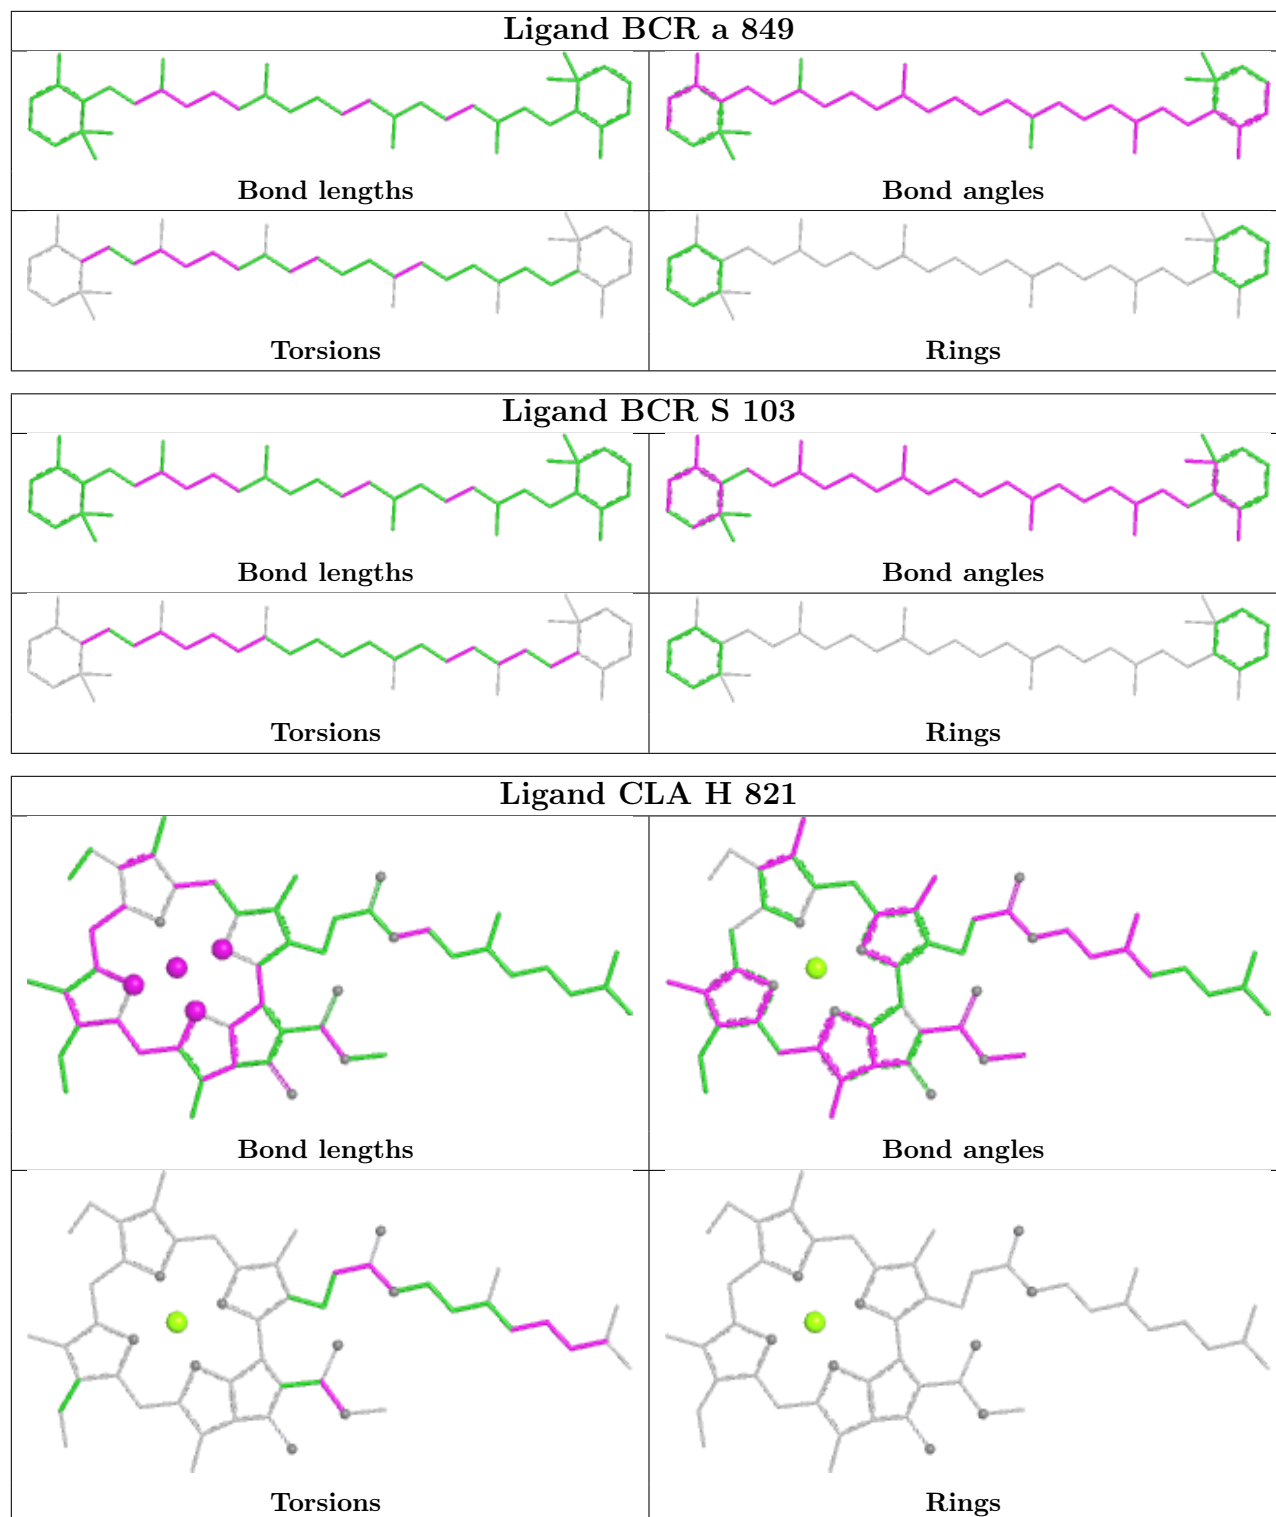 Ligand BCR a 849
Bond lengths
Bond angles
Torsions
Rings
Ligand BCR S 103
Bond lengths
Bond angles
Torsions
Rings
Ligand CLA H 821
Bond lengths
Bond angles
Torsions
Rings